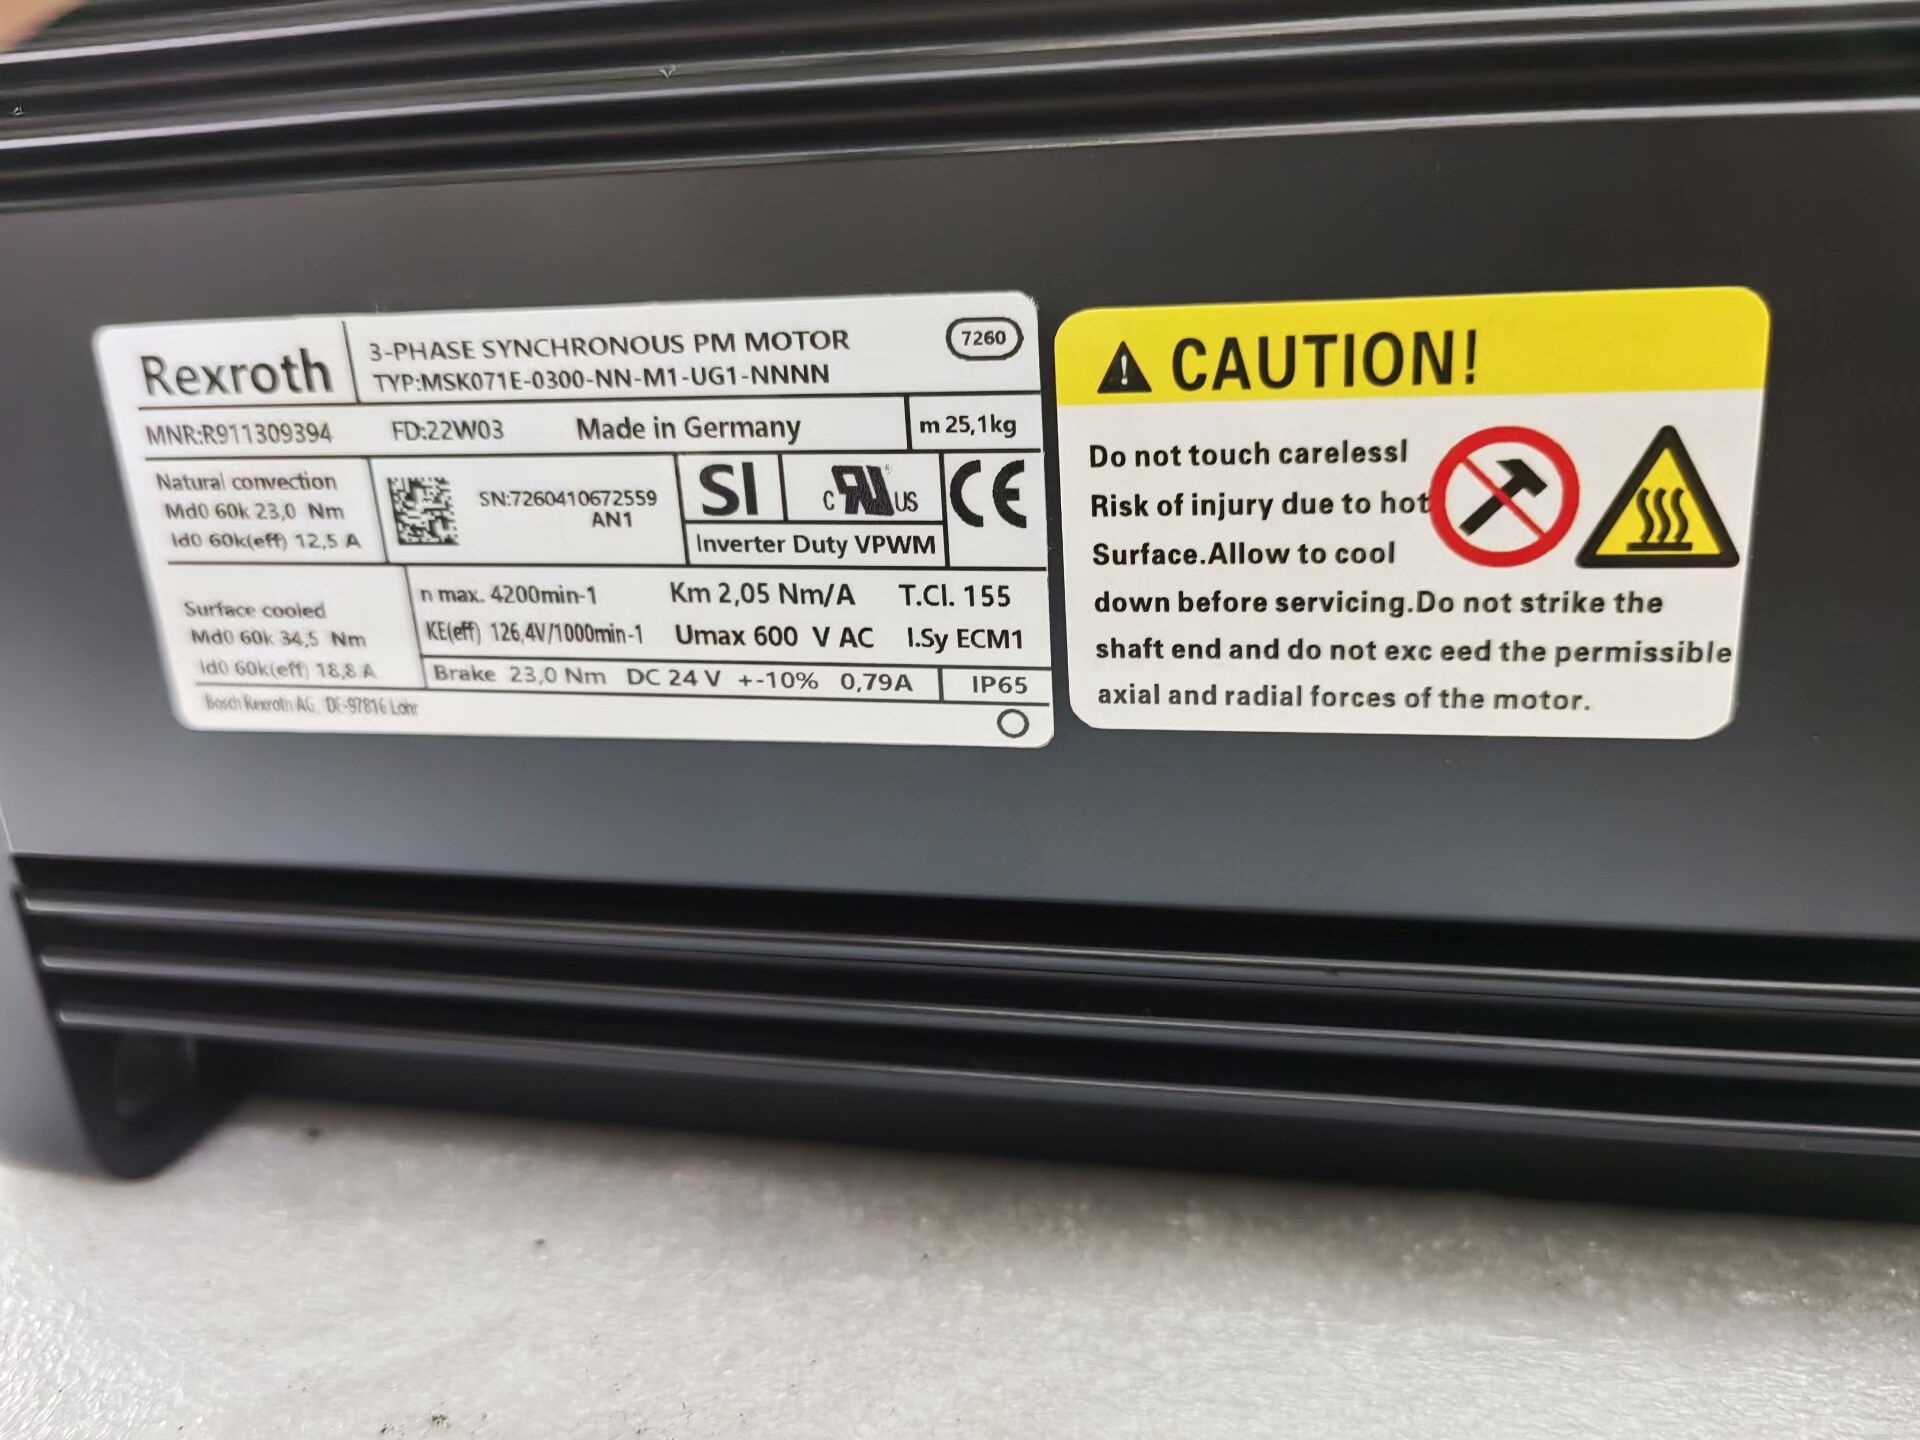 Rexroth
3-PHASE SYNCHRONOUS PM MOTOR
7260
TYP:MSK071E-0300-NN-M1-UG1-NNNN
MNR:R911309394 FD:22W03 Made in Germany m 25,1kg
Natural convection
Md0 60k 23,0 Nm
Id0 60k(eff) 12,5 A
SN:7260410672559
AN1
SI
c RU US
CE
Inverter Duty VPWM
Surface cooled
Md0 60k 34,5 Nm
Id0 60k(eff) 18,8 A
n max. 4200min-1 Km 2,05 Nm/A T.Cl. 155
KE(eff) 126,4V/1000min-1 Umax 600 V AC I.Sy ECM1
Brake 23,0 Nm DC 24 V +-10% 0,79A IP65
Bosch Rexroth AG, DE-97816 Lohr
CAUTION!
Do not touch carelessl
Risk of injury due to hot
Surface.Allow to cool
down before servicing.Do not strike the
shaft end and do not exc eed the permissible
axial and radial forces of the motor.